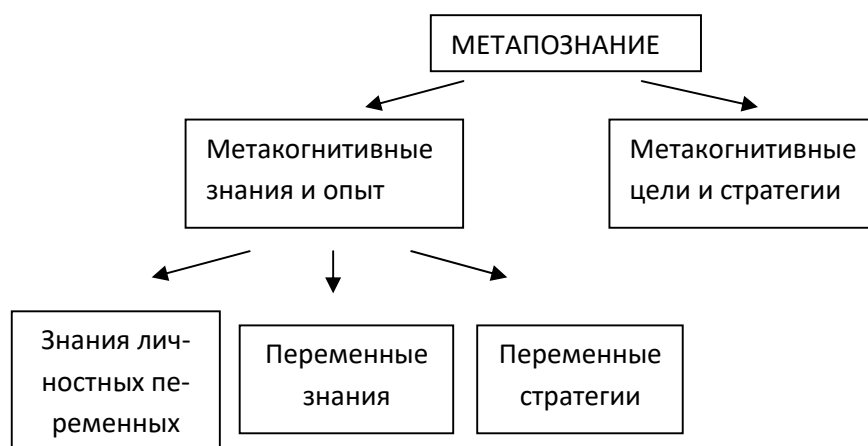 МЕТАПОЗНАНИЕ
Метакогнитивные
знания и опыт
Метакогнитивные
цели и стратегии
Знания лич-
ностных пе-
ременных
Переменные
знания
Переменные
стратегии